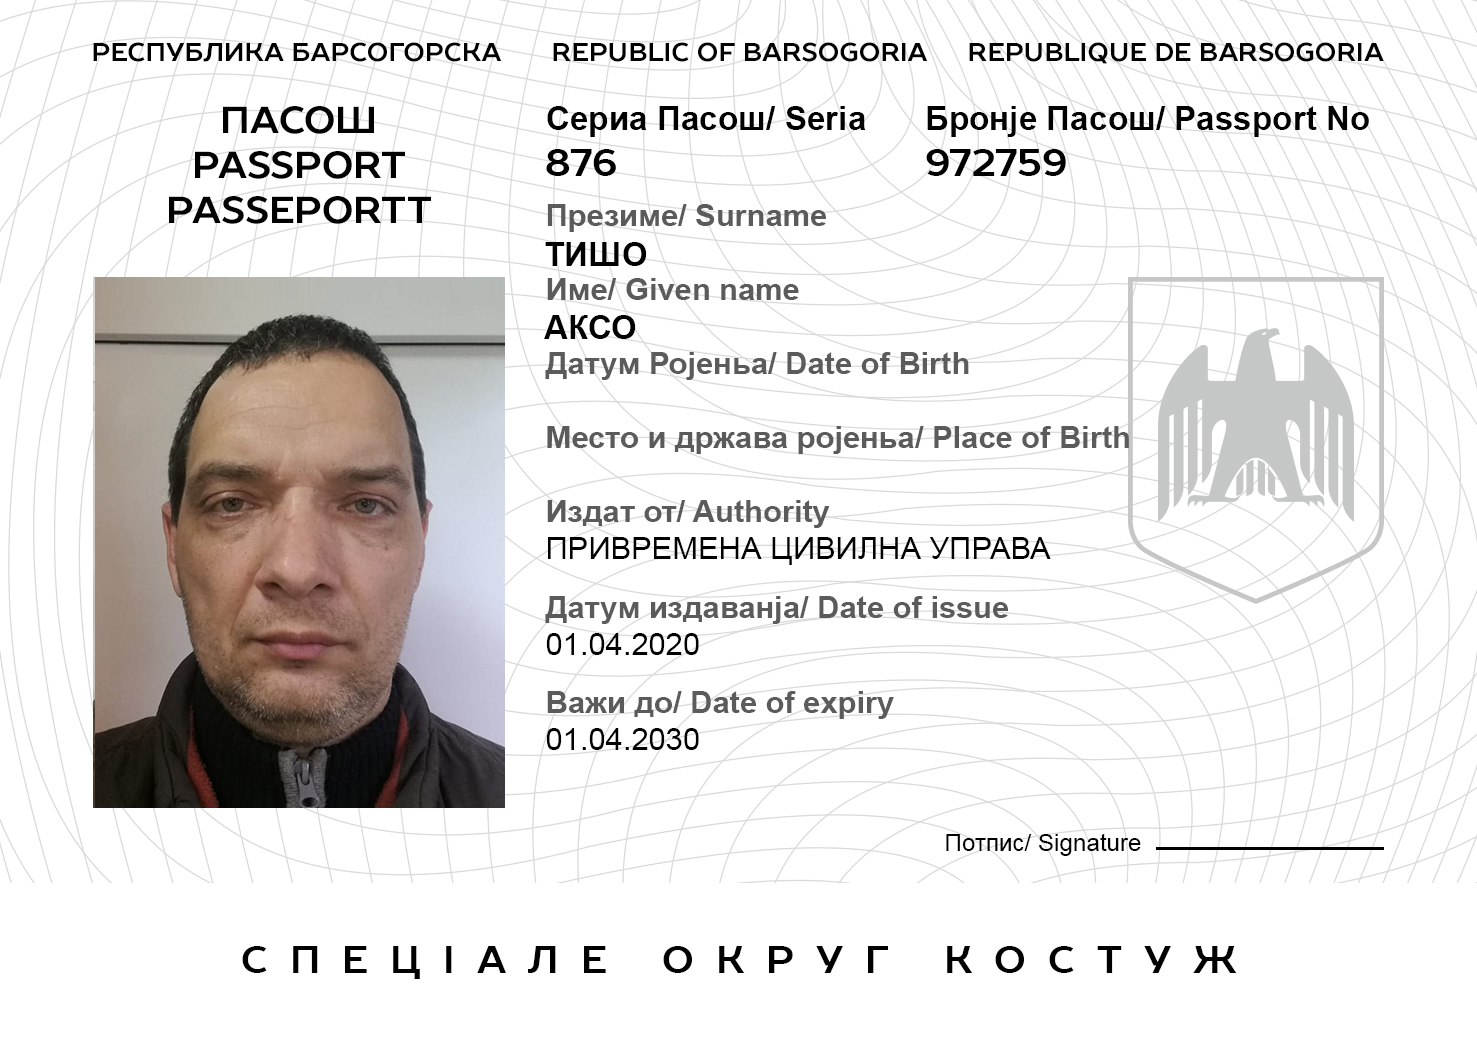 РЕСПУБЛИКА БАРСОГОРСКА REPUBLIC OF BARSOGORIA REPUBLIQUE DE BARSOGORIA
ПАСОШ
PASSPORT
PASSEPORTT
Сериа Пасош/ Seria Бронје Пасош/ Passport No
876 972759
Презиме/ Surname
ТИШО
Име/ Given name
АКСО
Датум Ројења/ Date of Birth
Место и држава ројења/ Place of Birth
Издат от/ Authority
ПРИВРЕМЕНА ЦИВИЛНА УПРАВА
Датум издаванја/ Date of issue
01.04.2020
Важи до/ Date of expiry
01.04.2030
Потпис/ Signature
СПЕЦІАЛЕ ОКРУГ КОСТУЖ